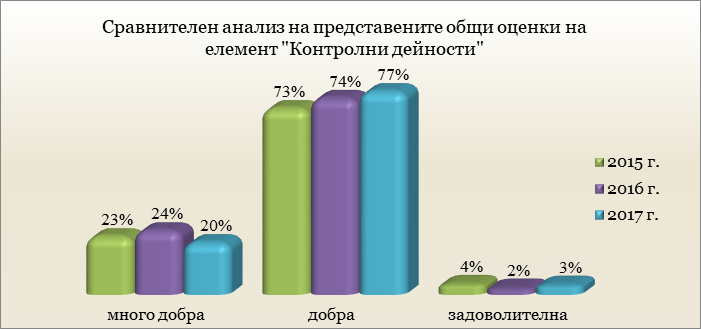 Сравнителен анализ на представените общи оценки на
елемент "Контролни дейности"
73% 74% 77%
2015 г.
2016 г.
2017 г.
23% 24% 20%
4% 2% 3%
много добра добра задоволителна